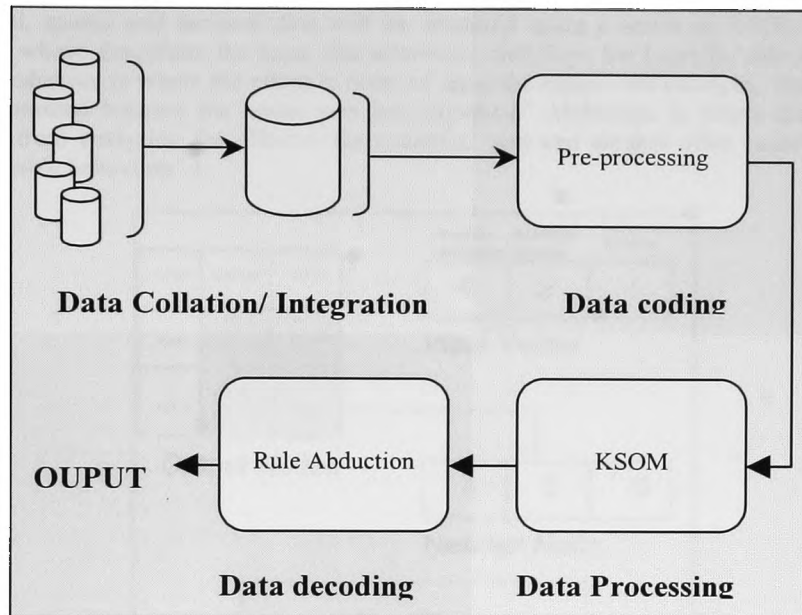 Pre-processing
Data Collation/ Integration
Data coding
OUPUT
Rule Abduction
KSOM
Data decoding
Data Processing